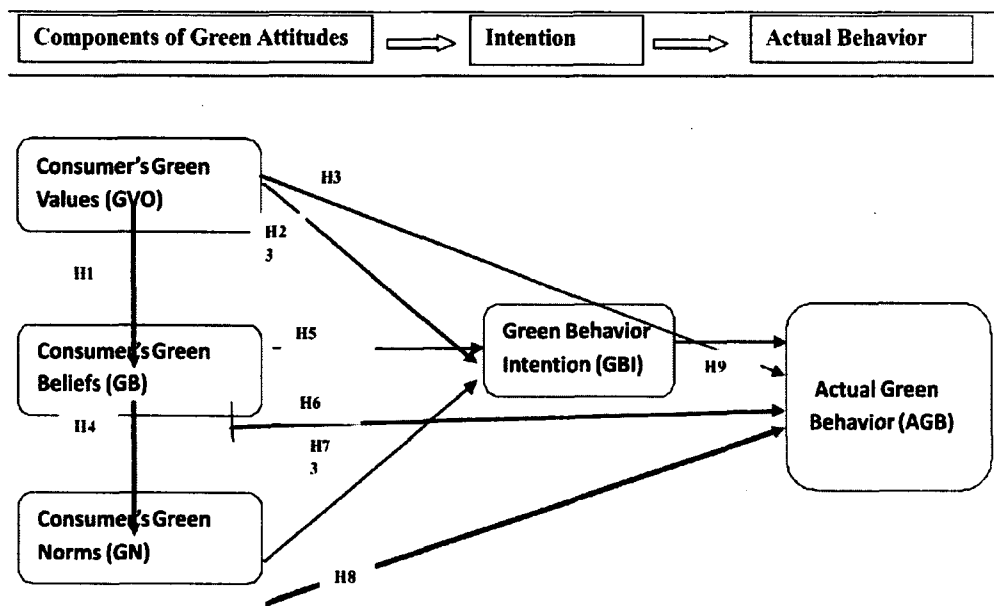 Components of Green Attitudes
Intention
Actual Behavior
Consumer's Green
Values (GVO)
H3
H2
3
H1
Consumer's Green
Beliefs (GB)
H5
Green Behavior
Intention (GBI)
H9
Actual Green
Behavior (AGB)
H4
H6
H7
3
Consumer's Green
Norms (GN)
H8